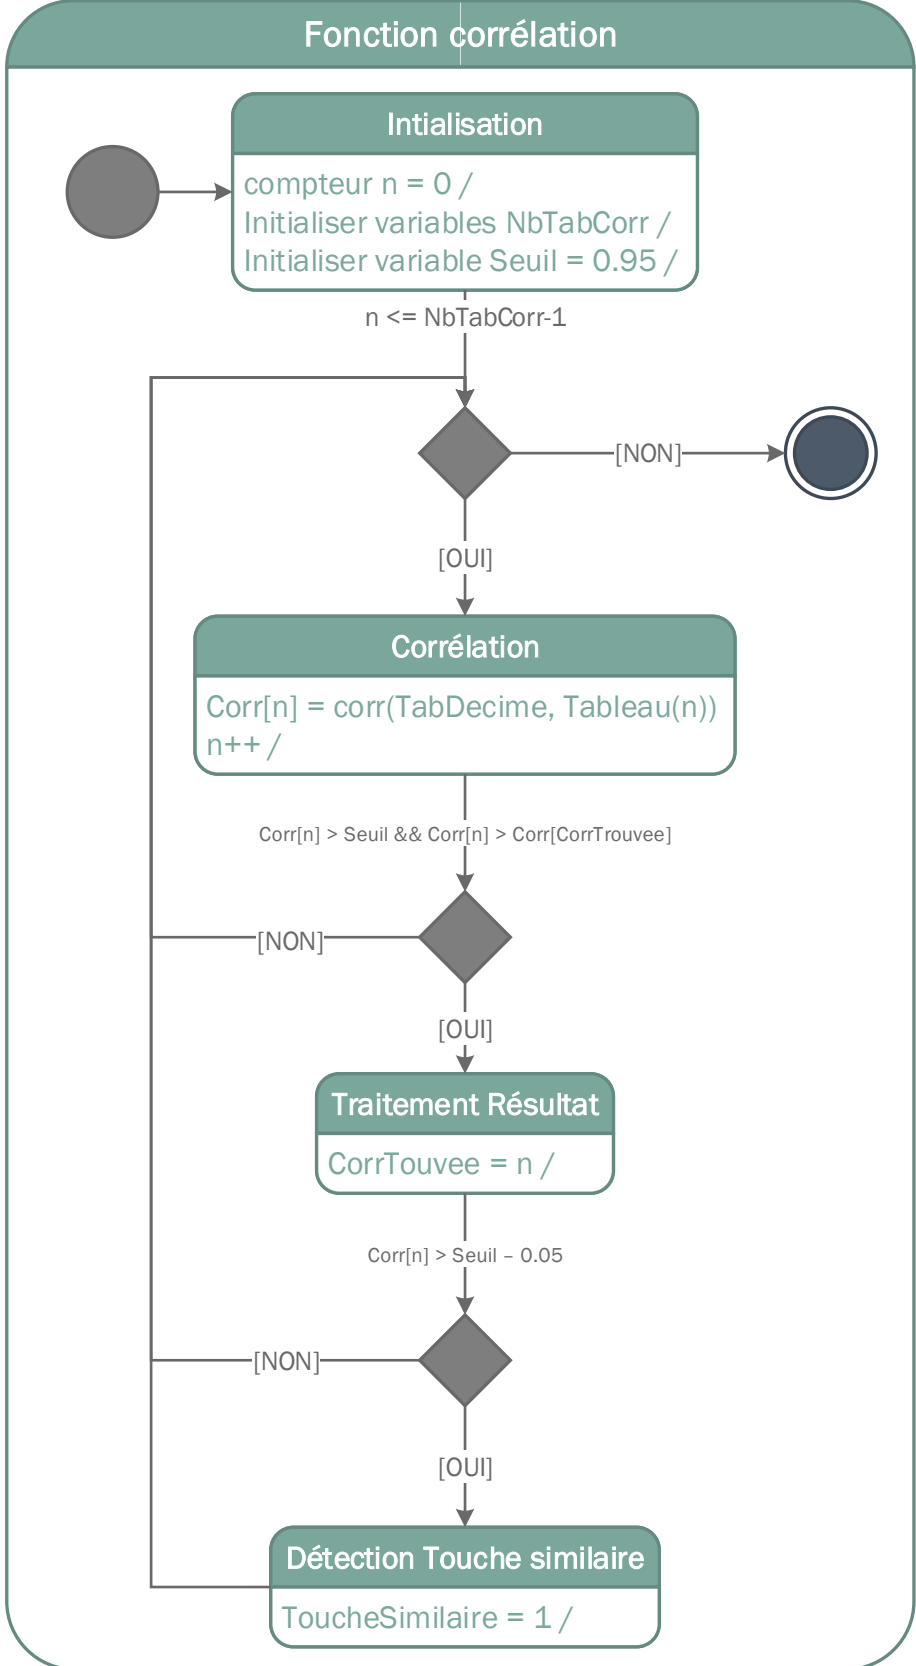 Fonction corrélation
Intialisation
compteur n = 0 /
Initialiser variables NbTabCorr /
Initialiser variable Seuil = 0.95 /
n <= NbTabCorr-1
[NON]
[OUI]
Corrélation
Corr[n] = corr(TabDecime, Tableau(n))
n++ /
Corr[n] > Seuil && Corr[n] > Corr[CorrTrouvee]
[NON]
[OUI]
Traitement Résultat
CorrTouvee = n /
Corr[n] > Seuil – 0.05
[NON]
[OUI]
Détection Touche similaire
ToucheSimilaire = 1 /